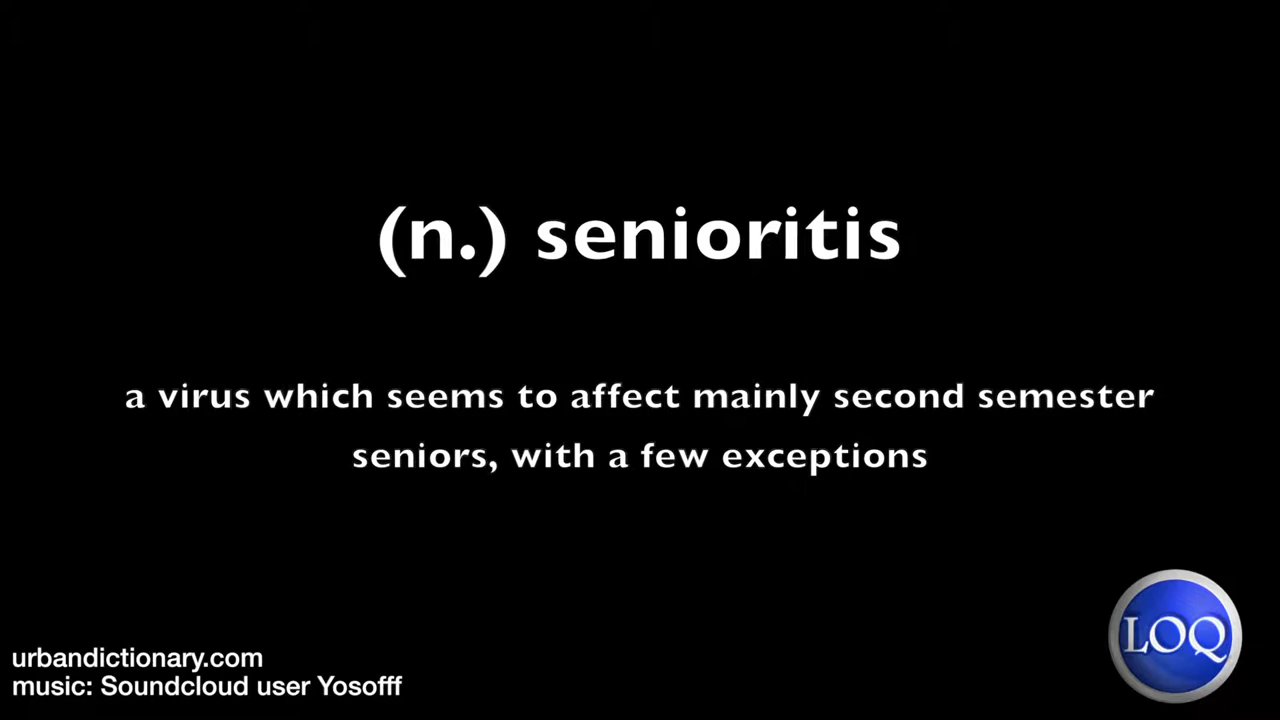 (n.) senioritis
a virus which seems to affect mainly second semester
seniors, with a few exceptions
LOQ
urbandictionary.com
music: Soundcloud user Yosofff